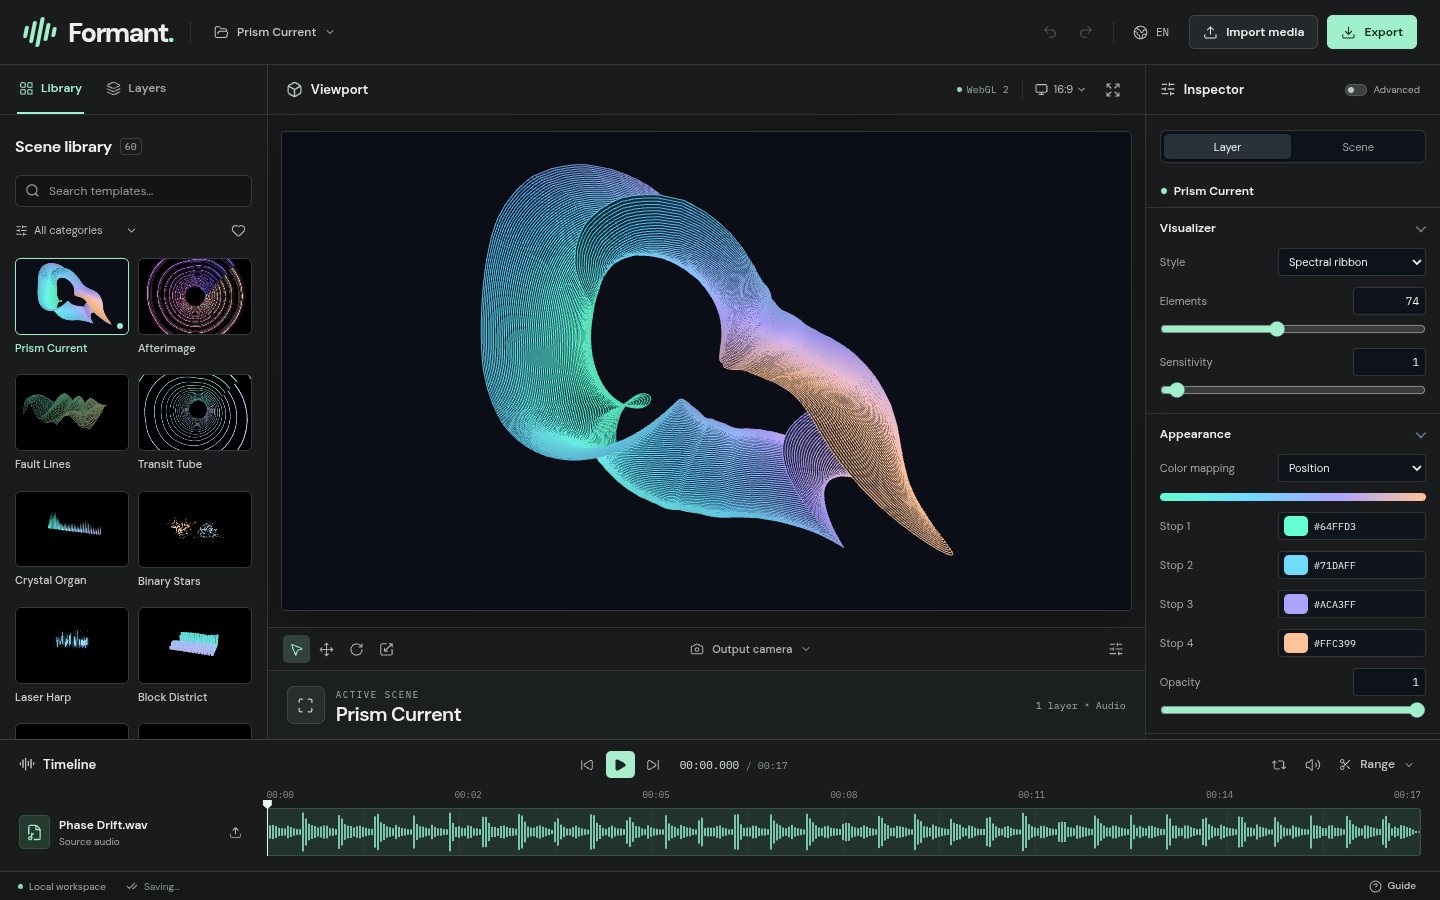 Formant.
Prism Current
EN
Import media
Export
Library
Layers
Viewport
WebGL 2
16:9
Inspector
Advanced
Scene library
60
Search templates...
All categories
Prism Current
Afterimage
Fault Lines
Transit Tube
Crystal Organ
Binary Stars
Laser Harp
Block District
Output camera
ACTIVE SCENE
Prism Current
1 layer * Audio
Layer
Scene
Prism Current
Visualizer
Style
Spectral ribbon
Elements
74
Sensitivity
1
Appearance
Color mapping
Position
Stop 1
#64FFD3
Stop 2
#71DAFF
Stop 3
#ACA3FF
Stop 4
#FFC399
Opacity
1
Timeline
00:00.000 / 00:17
Range
00:00
00:02
00:05
00:08
00:11
00:14
00:17
Phase Drift.wav
Source audio
Local workspace
Saving...
Guide